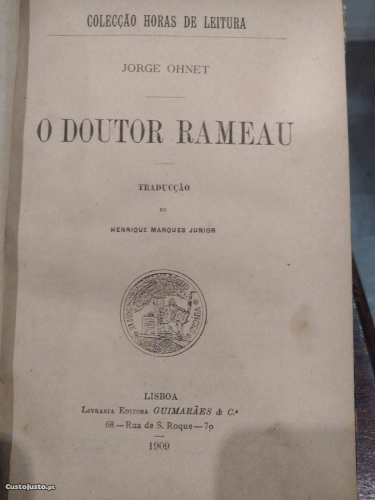 COLECÇÃO HORAS DE LEITURA
JORGE OHNET
O DOUTOR RAMEAU
TRADUCÇÃO
DE
HENRIQUE MARQUES JUNIOR
LISBOA
LIVRARIA EDITORA GUIMARÃES & C.ª
68—RUA DE S. ROQUE—70
1909
CustoJusto.pt